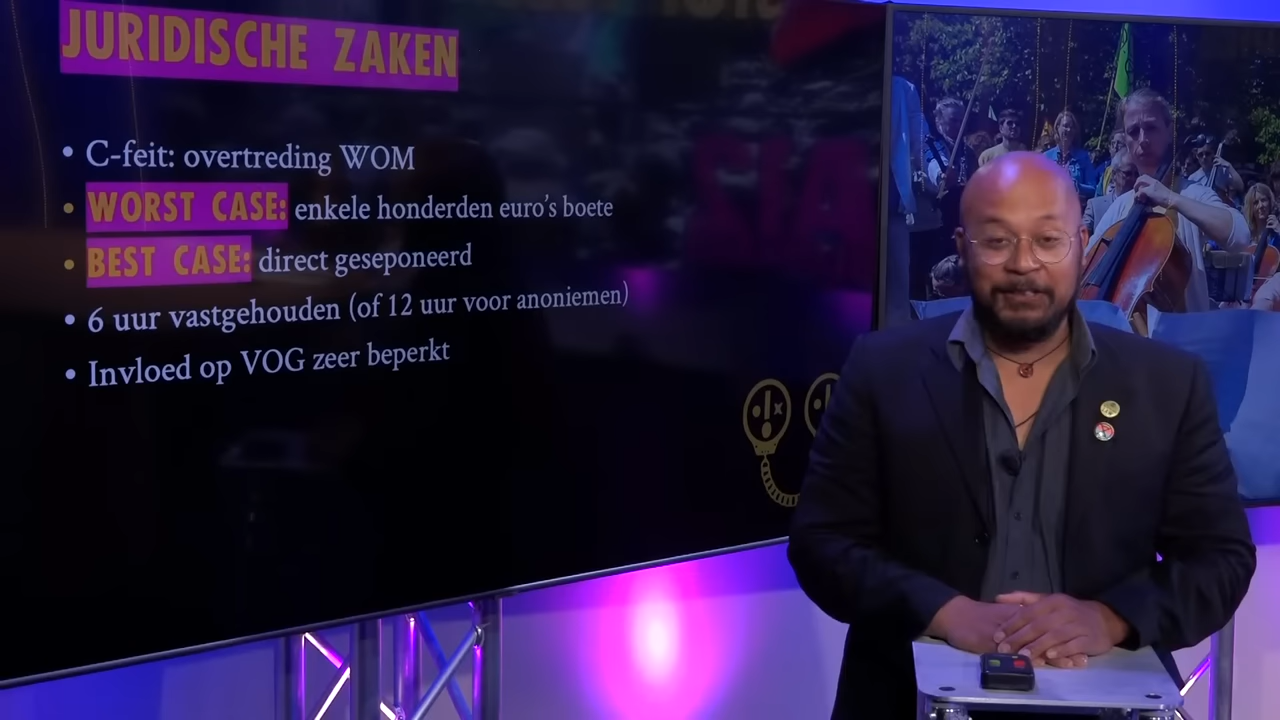 JURIDISCHE ZAKEN
• C-feit: overtreding WOM
• WORST CASE: enkele honderden euro's boete
• BEST CASE: direct geseponeerd
• 6 uur vastgehouden (of 12 uur voor anoniemen)
• Invloed op VOG zeer beperkt